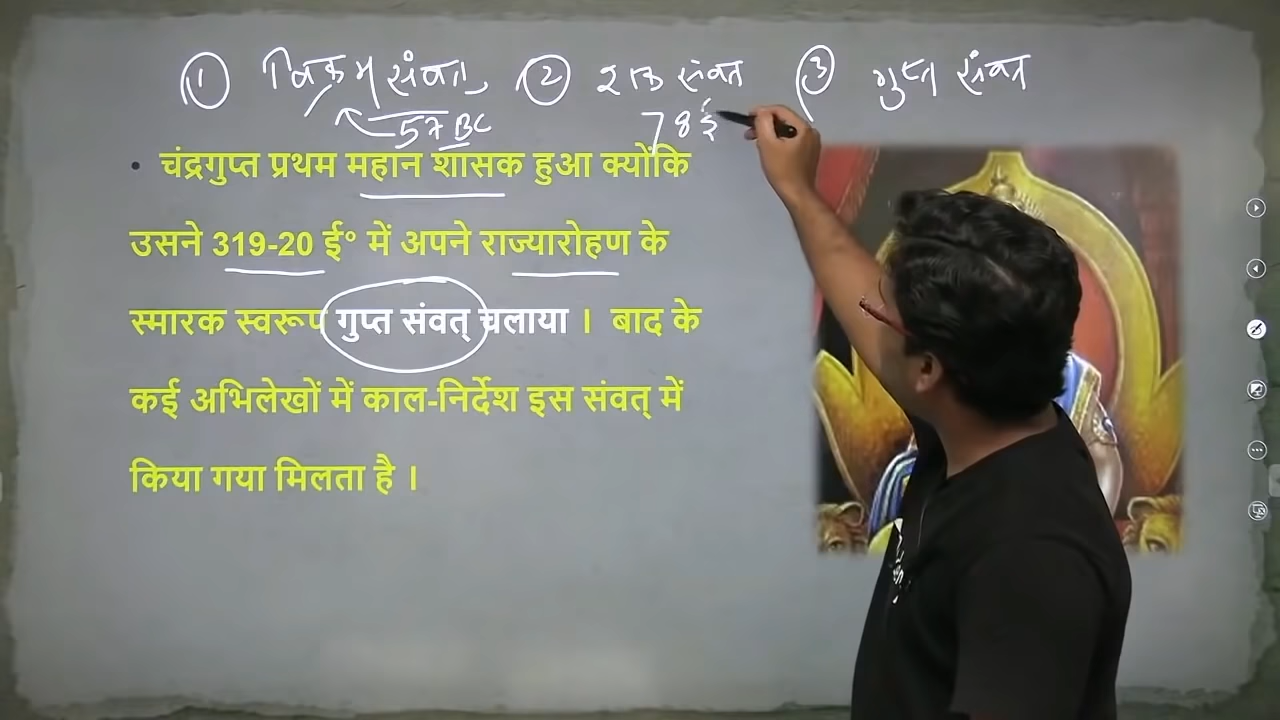 ① विक्रम संवत, ② शक संवत ③ गुप्त संवत
57 BC 78 ई
• चंद्रगुप्त प्रथम महान शासक हुआ क्योंकि
उसने 319-20 ई° में अपने राज्यारोहण के
स्मारक स्वरूप गुप्त संवत् चलाया । बाद के
कई अभिलेखों में काल-निर्देश इस संवत् में
किया गया मिलता है ।